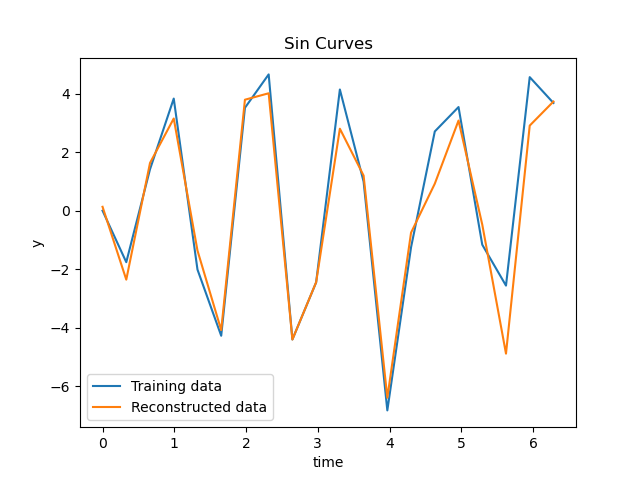 Sin Curves
y
4
2
0
−2
−4
−6
Training data
Reconstructed data
0 1 2 3 4 5 6
time